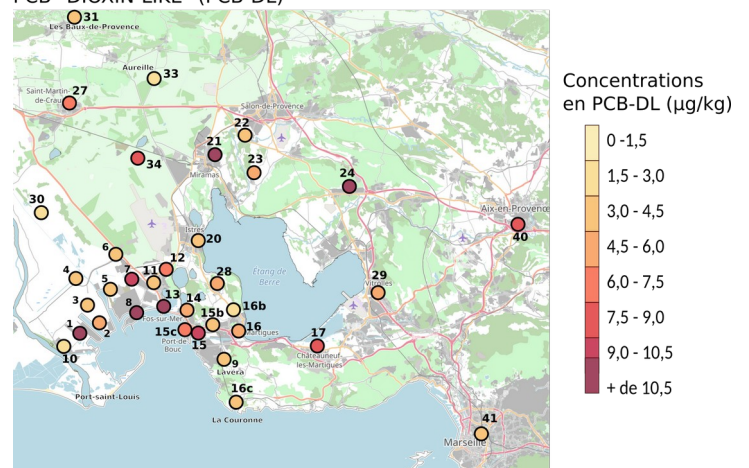 PCB "DIOXIN-LIKE" (PCB-DL)
31
Les Baux-de-Provence
Aureille
33
27
Saint-Martin-
de-Crau
Salon-de-Provence
22
21
34
23
Miramas
24
30
Aix-en-Provence
40
Istres
20
6
12
4
7
11
28
Étang de
Berre
29
Vitrolles
5
3
8
13
14
16b
Fos-sur-Mer
15b
1
2
15c
15
16
Martigues
Port-de-
Bouc
17
10
Châteauneuf-
les-Martigues
9
Lavéra
Port-saint-Louis
16c
La Couronne
41
Marseille
Concentrations
en PCB-DL (µg/kg)
0 -1,5
1,5 - 3,0
3,0 - 4,5
4,5 - 6,0
6,0 - 7,5
7,5 - 9,0
9,0 - 10,5
+ de 10,5